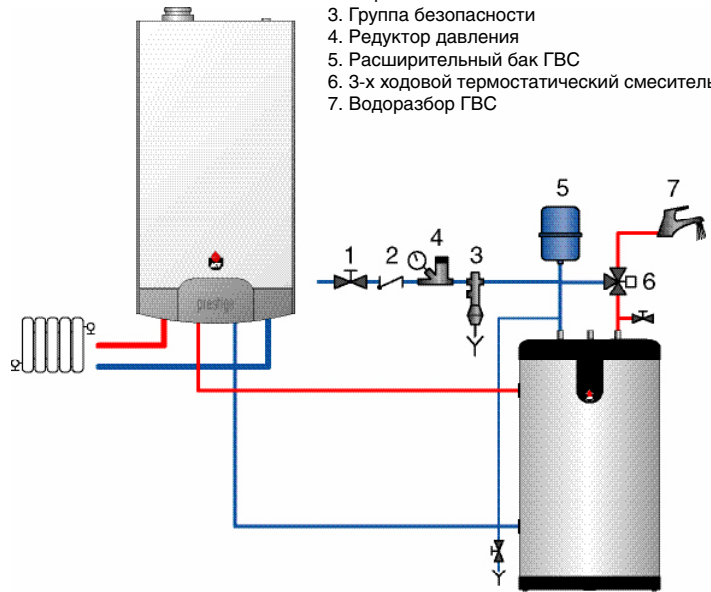 3. Группа безопасности
4. Редуктор давления
5. Расширительный бак ГВС
6. 3-х ходовой термостатический смеситель
7. Водоразбор ГВС
5
7
1
2
4
3
6
prestige